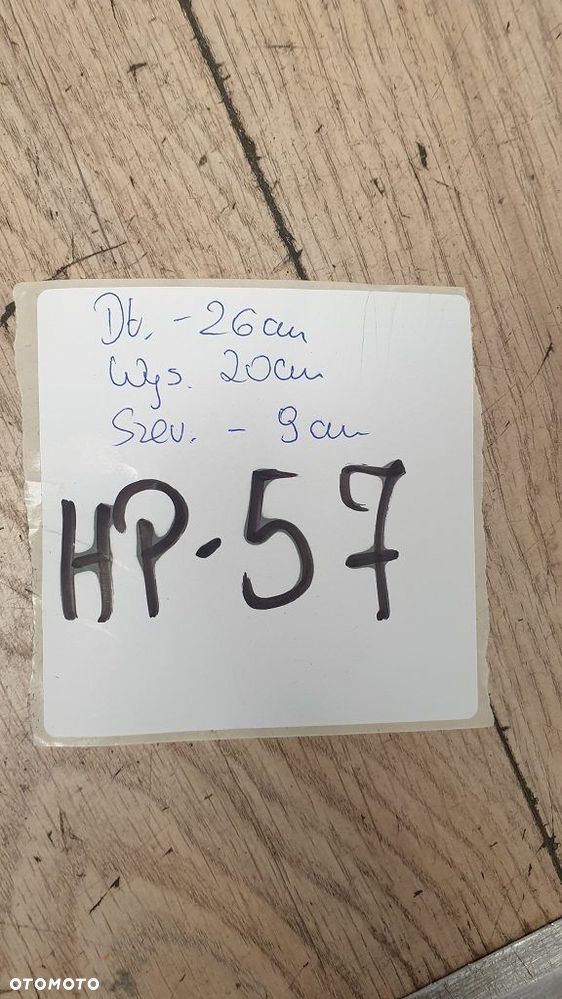 Dł. - 26cm
Wys. 20cm
Szer. - 9cm
HP-57
OTOMOTO